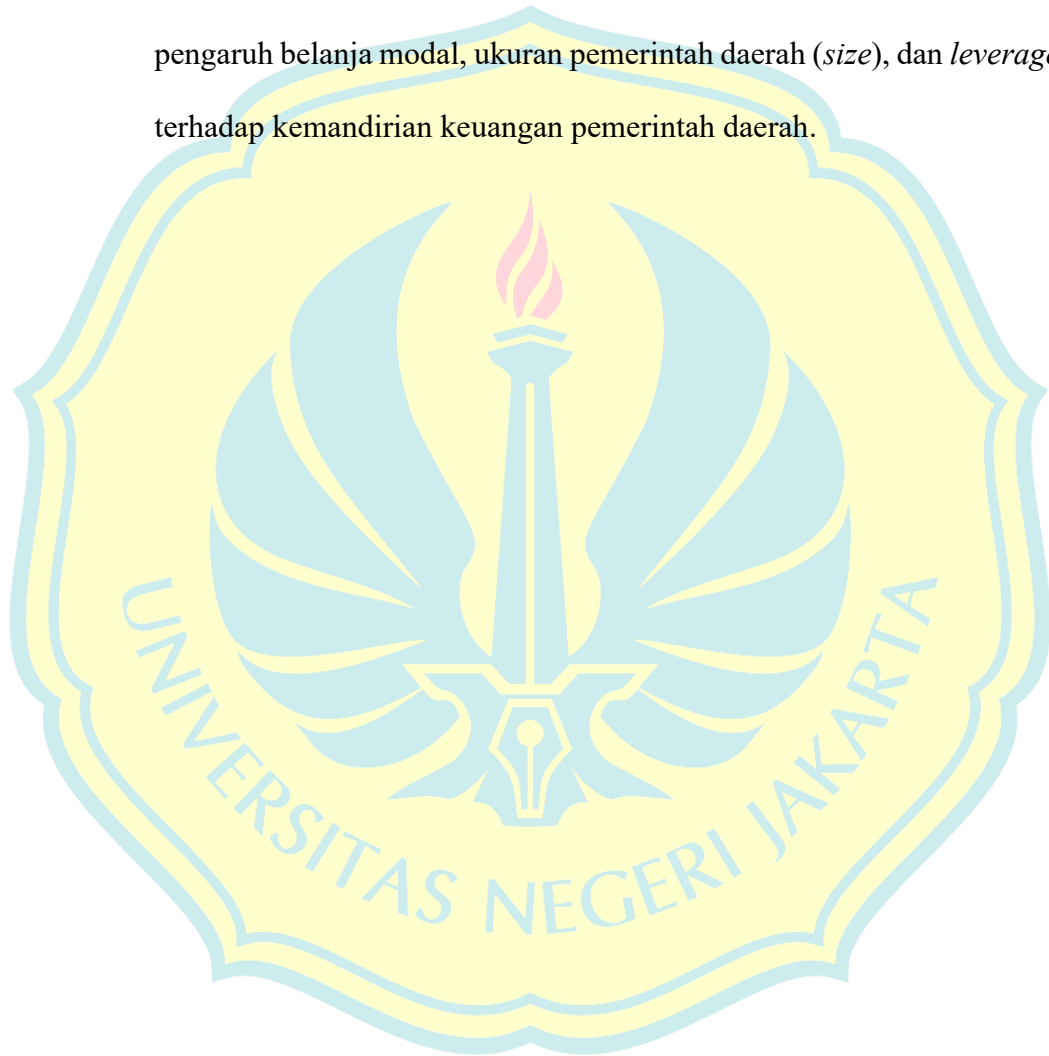 pengaruh belanja modal, ukuran pemerintah daerah (size), dan leverage
terhadap kemandirian keuangan pemerintah daerah.
UNIVERSITAS NEGERI JAKARTA